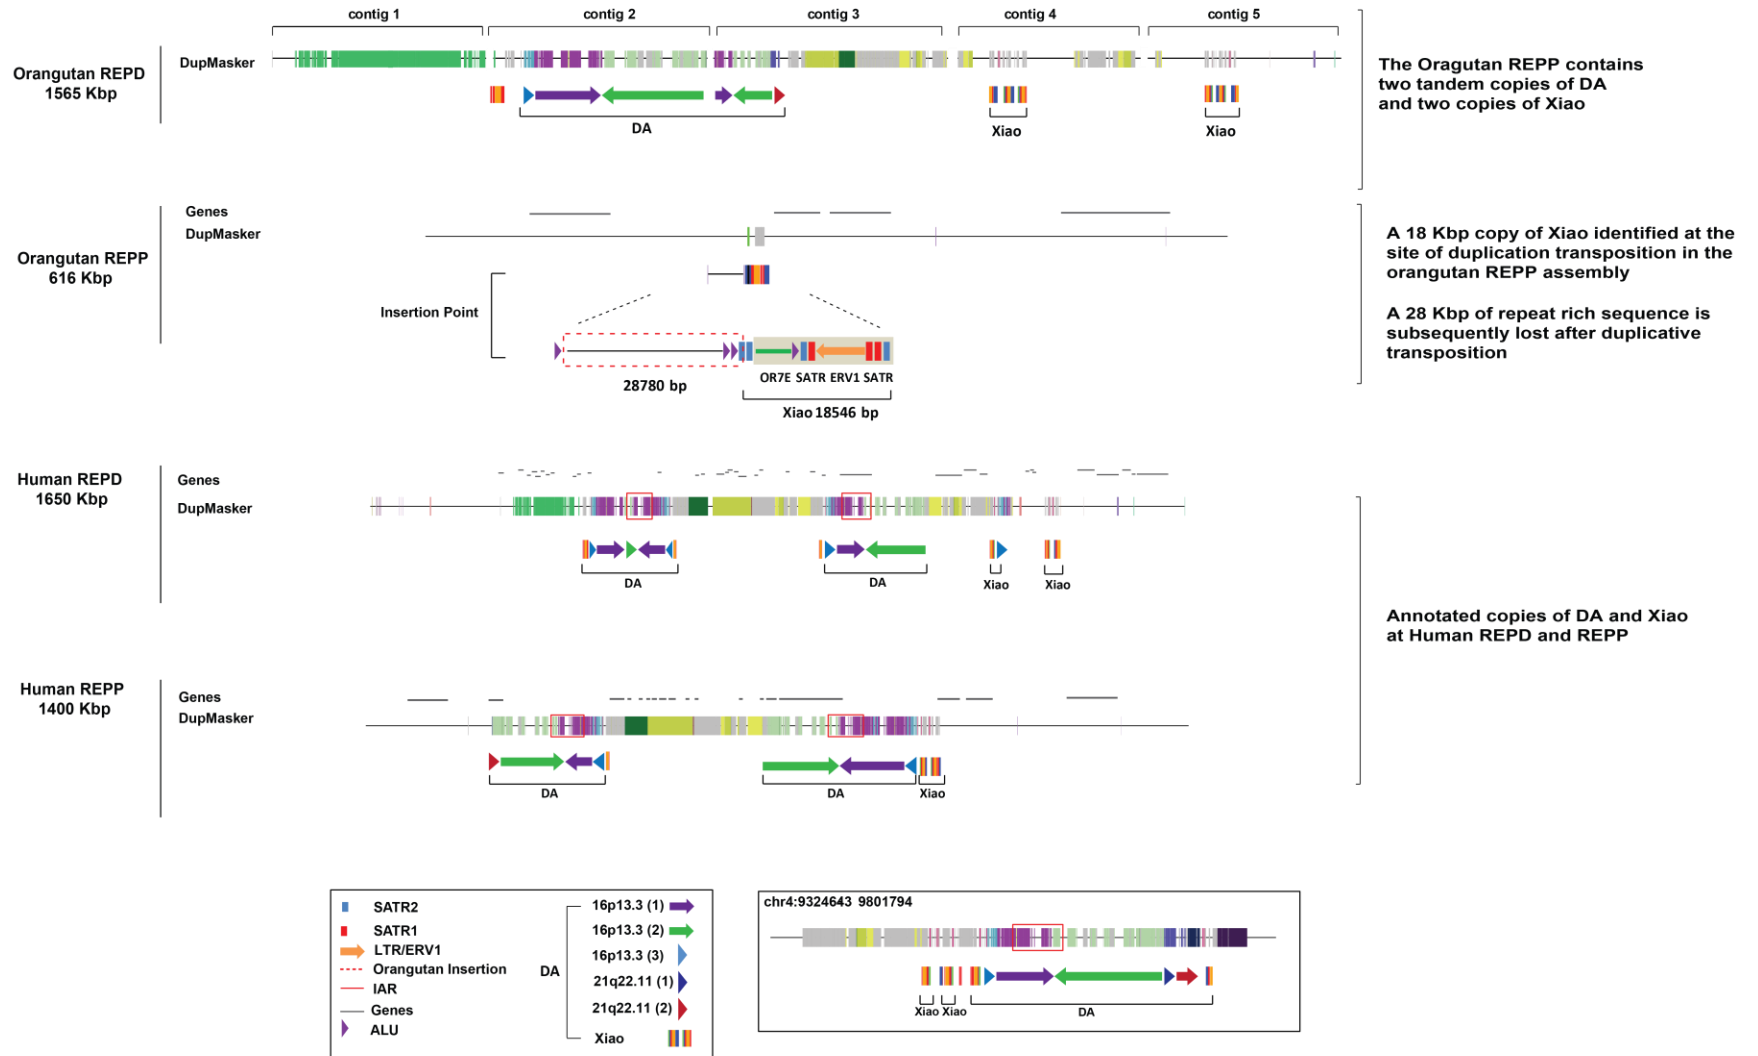 contig 1
contig 2
contig 3
contig 4
contig 5
Orangutan REPD
1565 Kbp
DupMasker
DA
Xiao
Xiao
The Oragutan REPP contains
two tandem copies of DA
and two copies of Xiao
Orangutan REPP
616 Kbp
Genes
DupMasker
Insertion Point
28780 bp
OR7E SATR ERV1 SATR
Xiao 18546 bp
A 18 Kbp copy of Xiao identified at the
site of duplication transposition in the
orangutan REPP assembly
A 28 Kbp of repeat rich sequence is
subsequently lost after duplicative
transposition
Human REPD
1650 Kbp
Genes
DupMasker
DA
DA
Xiao
Xiao
Human REPP
1400 Kbp
Genes
DupMasker
DA
DA
Xiao
Annotated copies of DA and Xiao
at Human REPD and REPP
SATR2
SATR1
LTR/ERV1
Orangutan Insertion
IAR
Genes
ALU
DA
16p13.3 (1)
16p13.3 (2)
16p13.3 (3)
21q22.11 (1)
21q22.11 (2)
Xiao
chr4:9324643 9801794
Xiao
Xiao
DA